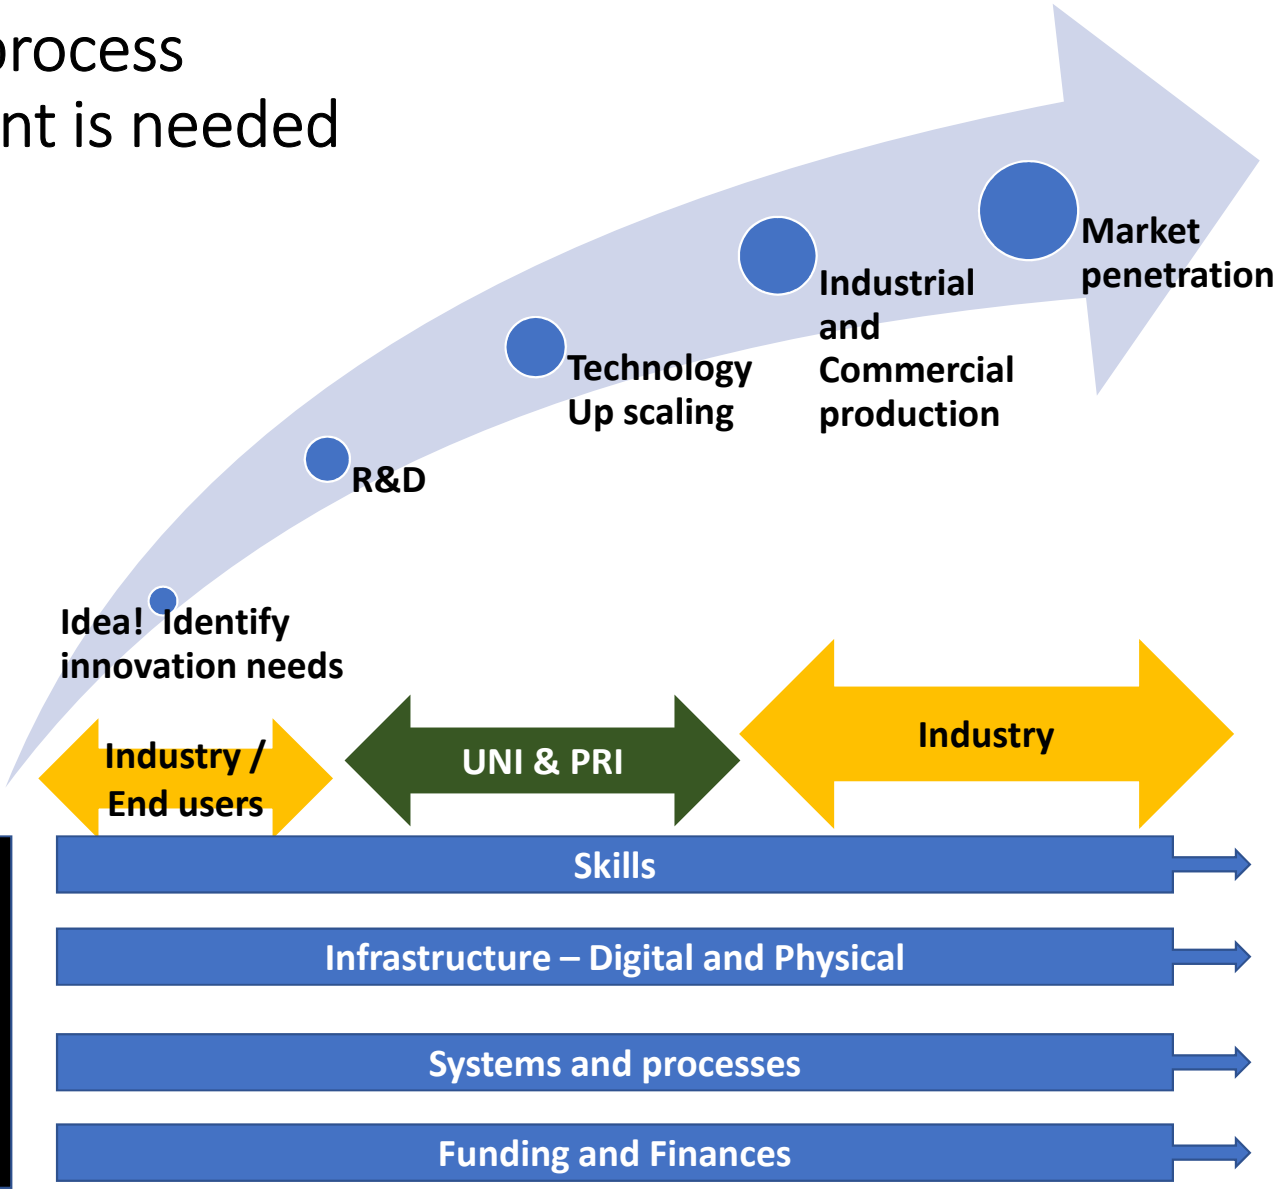 process
nt is needed
Market
penetration
Industrial
and
Commercial
production
Technology
Up scaling
R&D
Idea!  Identify
innovation needs
Industry /
End users
UNI & PRI
Industry
Skills
Infrastructure – Digital and Physical
Systems and processes
Funding and Finances